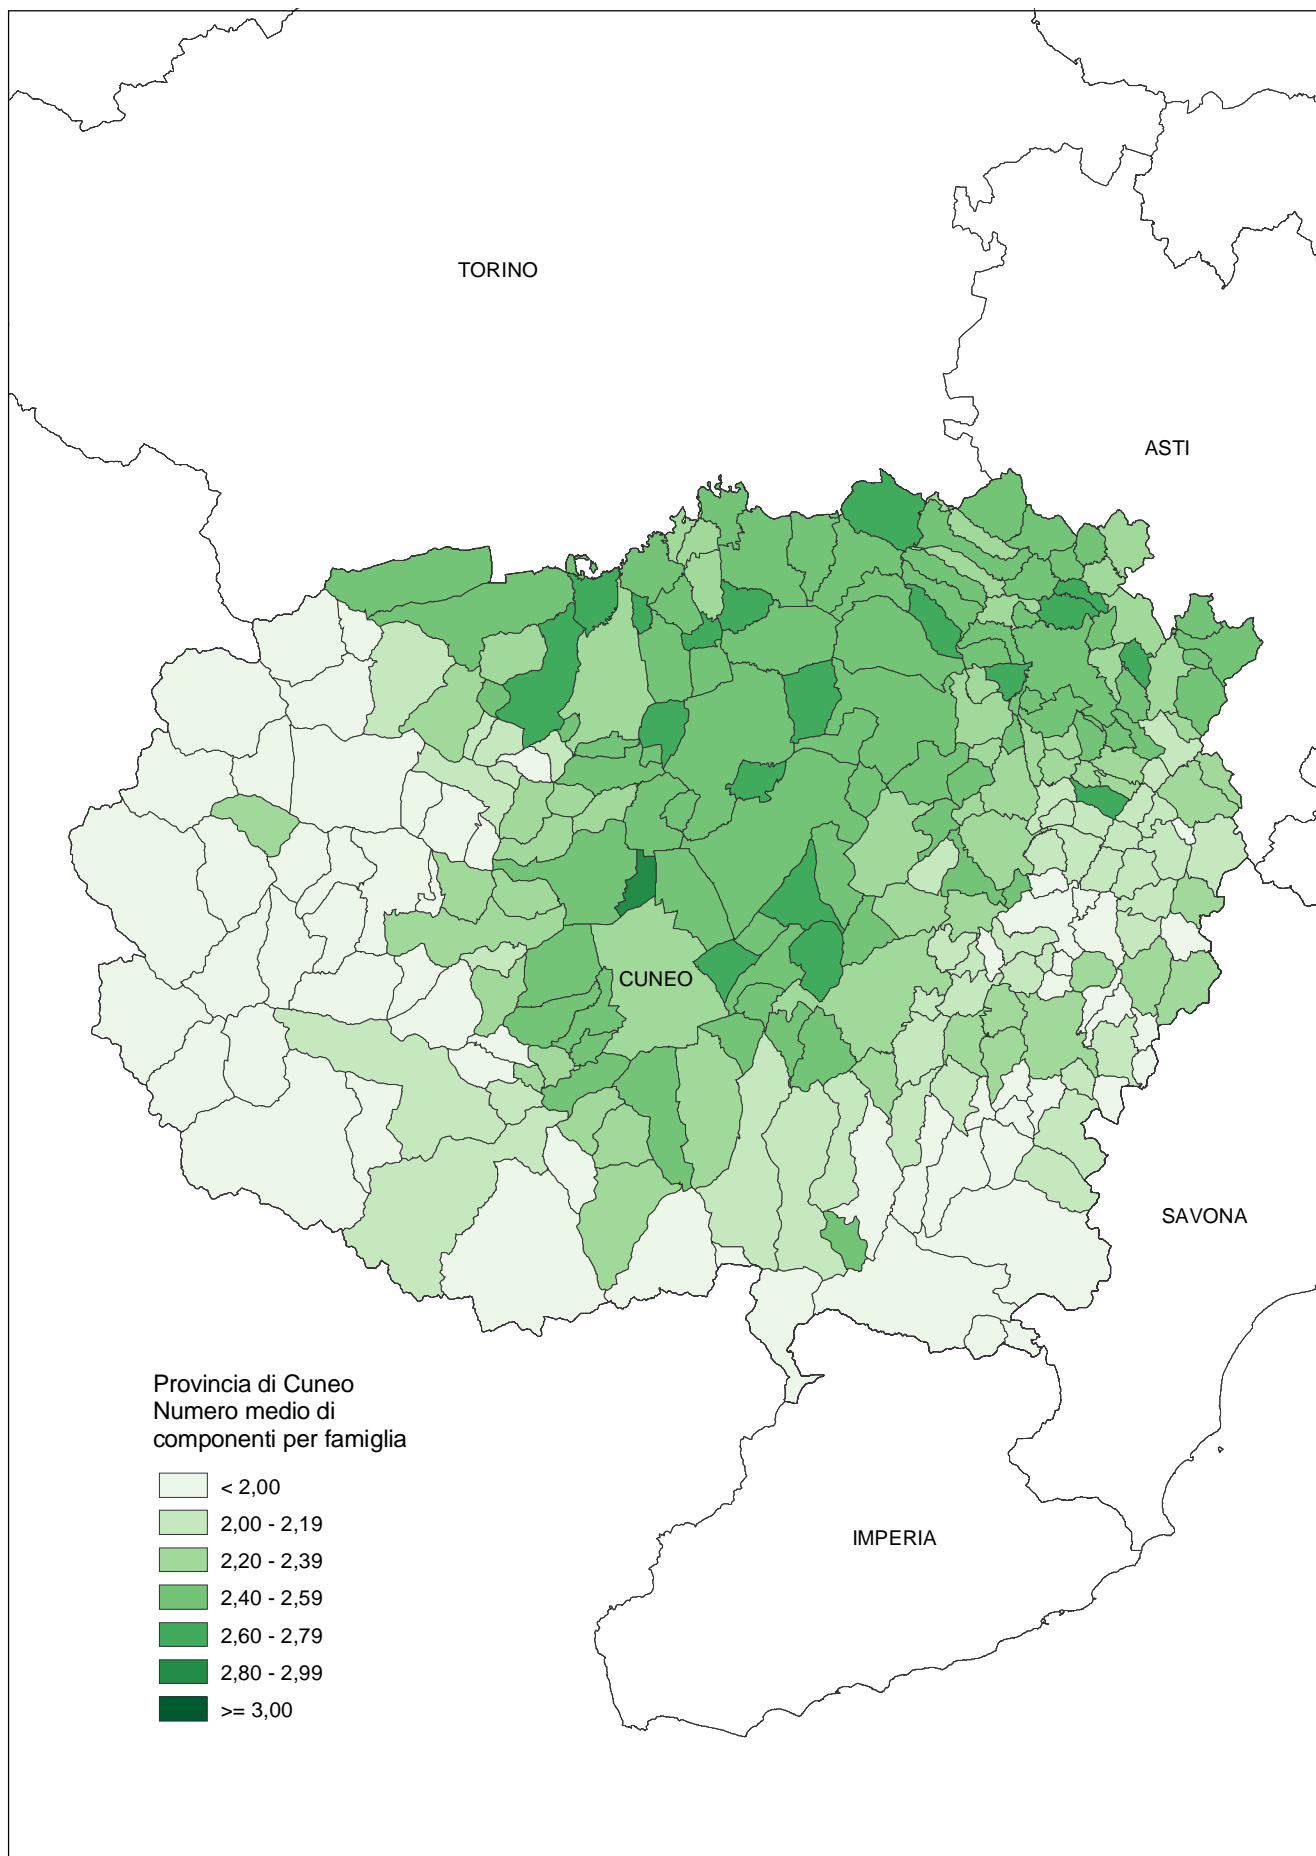 TORINO
ASTI
CUNEO
SAVONA
Provincia di Cuneo
Numero medio di
componenti per famiglia
< 2,00
2,00 - 2,19
2,20 - 2,39
2,40 - 2,59
2,60 - 2,79
2,80 - 2,99
>= 3,00
IMPERIA